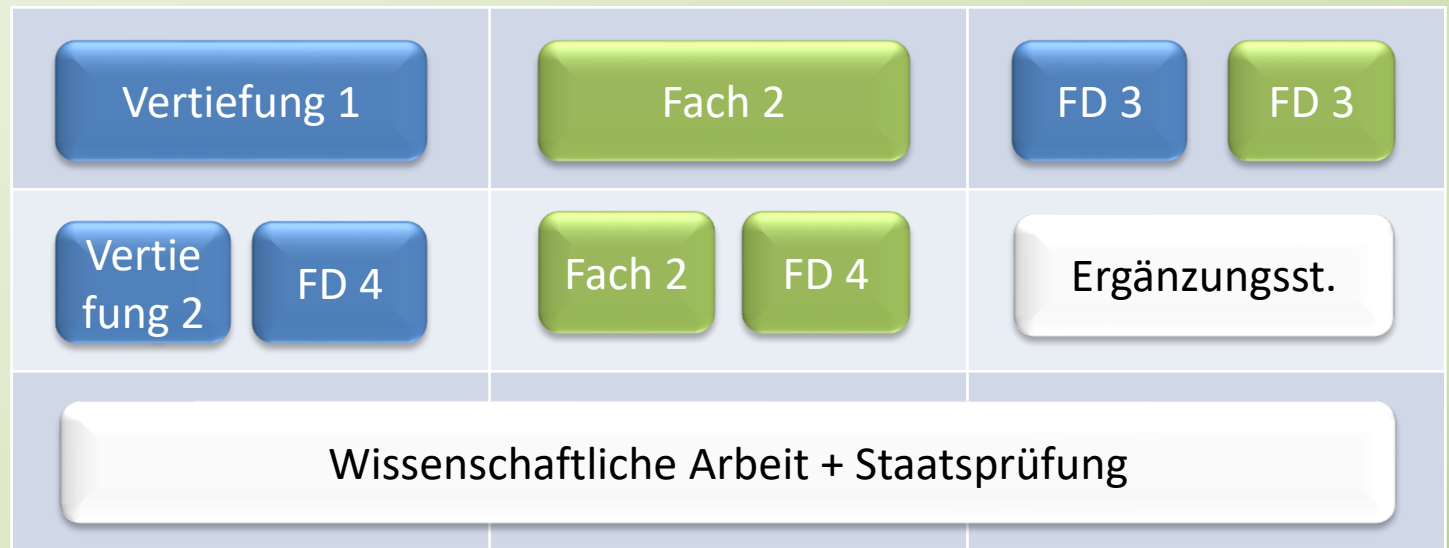 Vertiefung 1
Fach 2
FD 3
FD 3
Vertie
fung 2
FD 4
Fach 2
FD 4
Ergänzungsst.
Wissenschaftliche Arbeit + Staatsprüfung